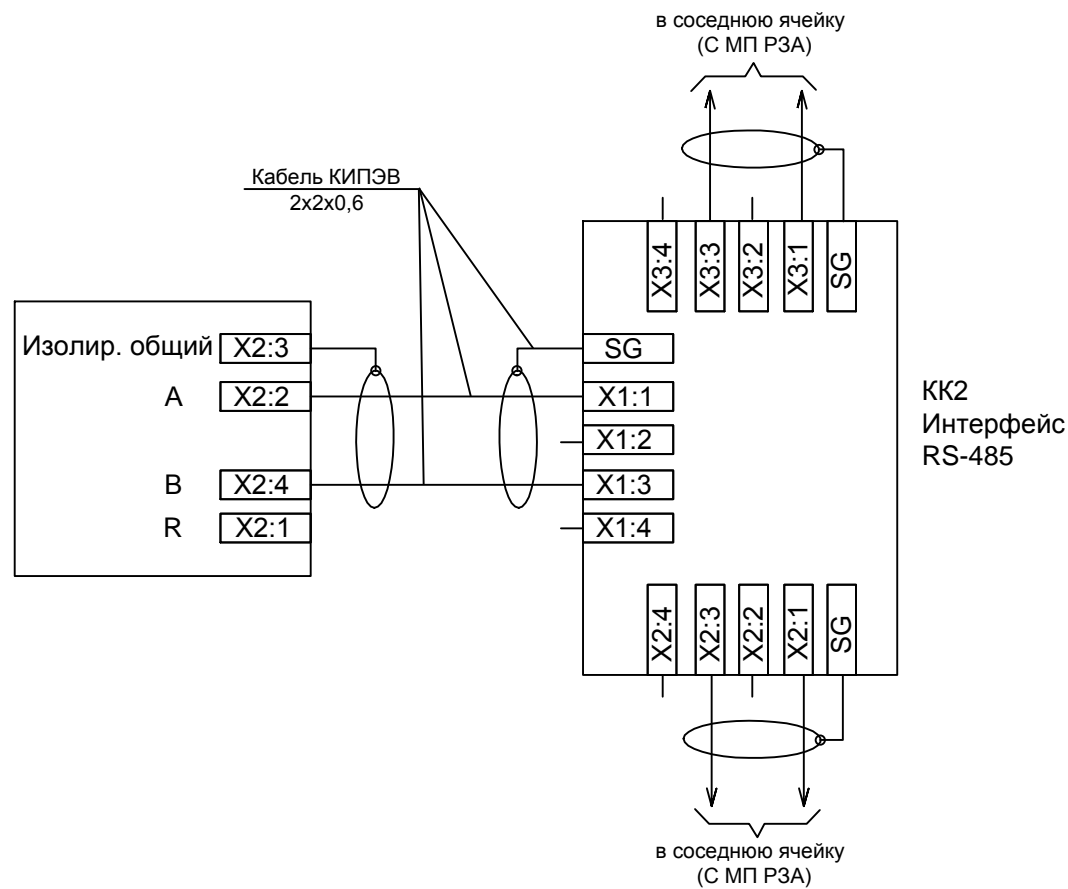 в соседнюю ячейку
(С МП РЗА)
Кабель КИПЭВ
2х2х0,6
X3:4
X3:3
X3:2
X3:1
SG
Изолир. общий
X2:3
A
X2:2
B
X2:4
R
X2:1
SG
X1:1
X1:2
X1:3
X1:4
КК2
Интерфейс
RS-485
X2:4
X2:3
X2:2
X2:1
SG
в соседнюю ячейку
(С МП РЗА)